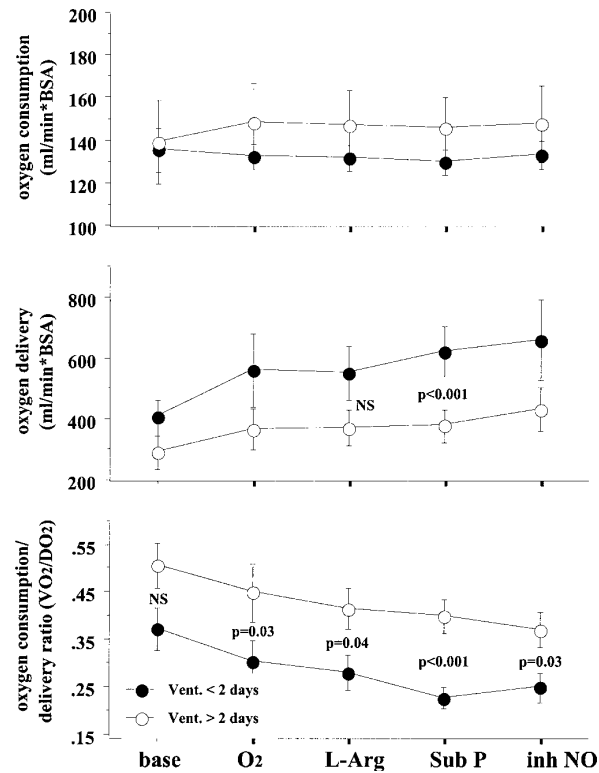 oxygen consumption
(ml/min*BSA)
200
180
160
140
120
100
oxygen delivery
(ml/min*BSA)
800
600
400
200
NS
p<0.001
oxygen consumption/
delivery ratio (VO2/DO2)
.55
.45
.35
.25
.15
NS
p=0.03
p=0.04
p<0.001
p=0.03
Vent. < 2 days
Vent. > 2 days
base O2 L-Arg Sub P inh NO